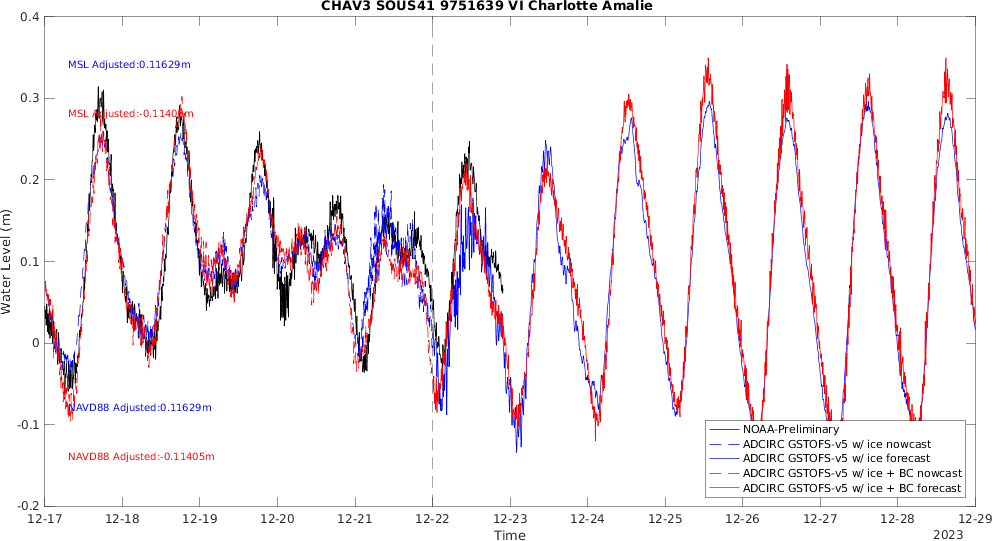 CHAV3 SOUS41 9751639 VI Charlotte Amalie
0.4
0.3
0.2
0.1
0
-0.1
-0.2
Water Level (m)
MSL Adjusted:0.11629m
MSL Adjusted:-0.11405m
NAVD88 Adjusted:0.11629m
NAVD88 Adjusted:-0.11405m
NOAA-Preliminary
ADCIRC GSTOFS-v5 w/ ice nowcast
ADCIRC GSTOFS-v5 w/ ice forecast
ADCIRC GSTOFS-v5 w/ ice + BC nowcast
ADCIRC GSTOFS-v5 w/ ice + BC forecast
12-17 12-18 12-19 12-20 12-21 12-22 12-23 12-24 12-25 12-26 12-27 12-28 12-29
Time
2023